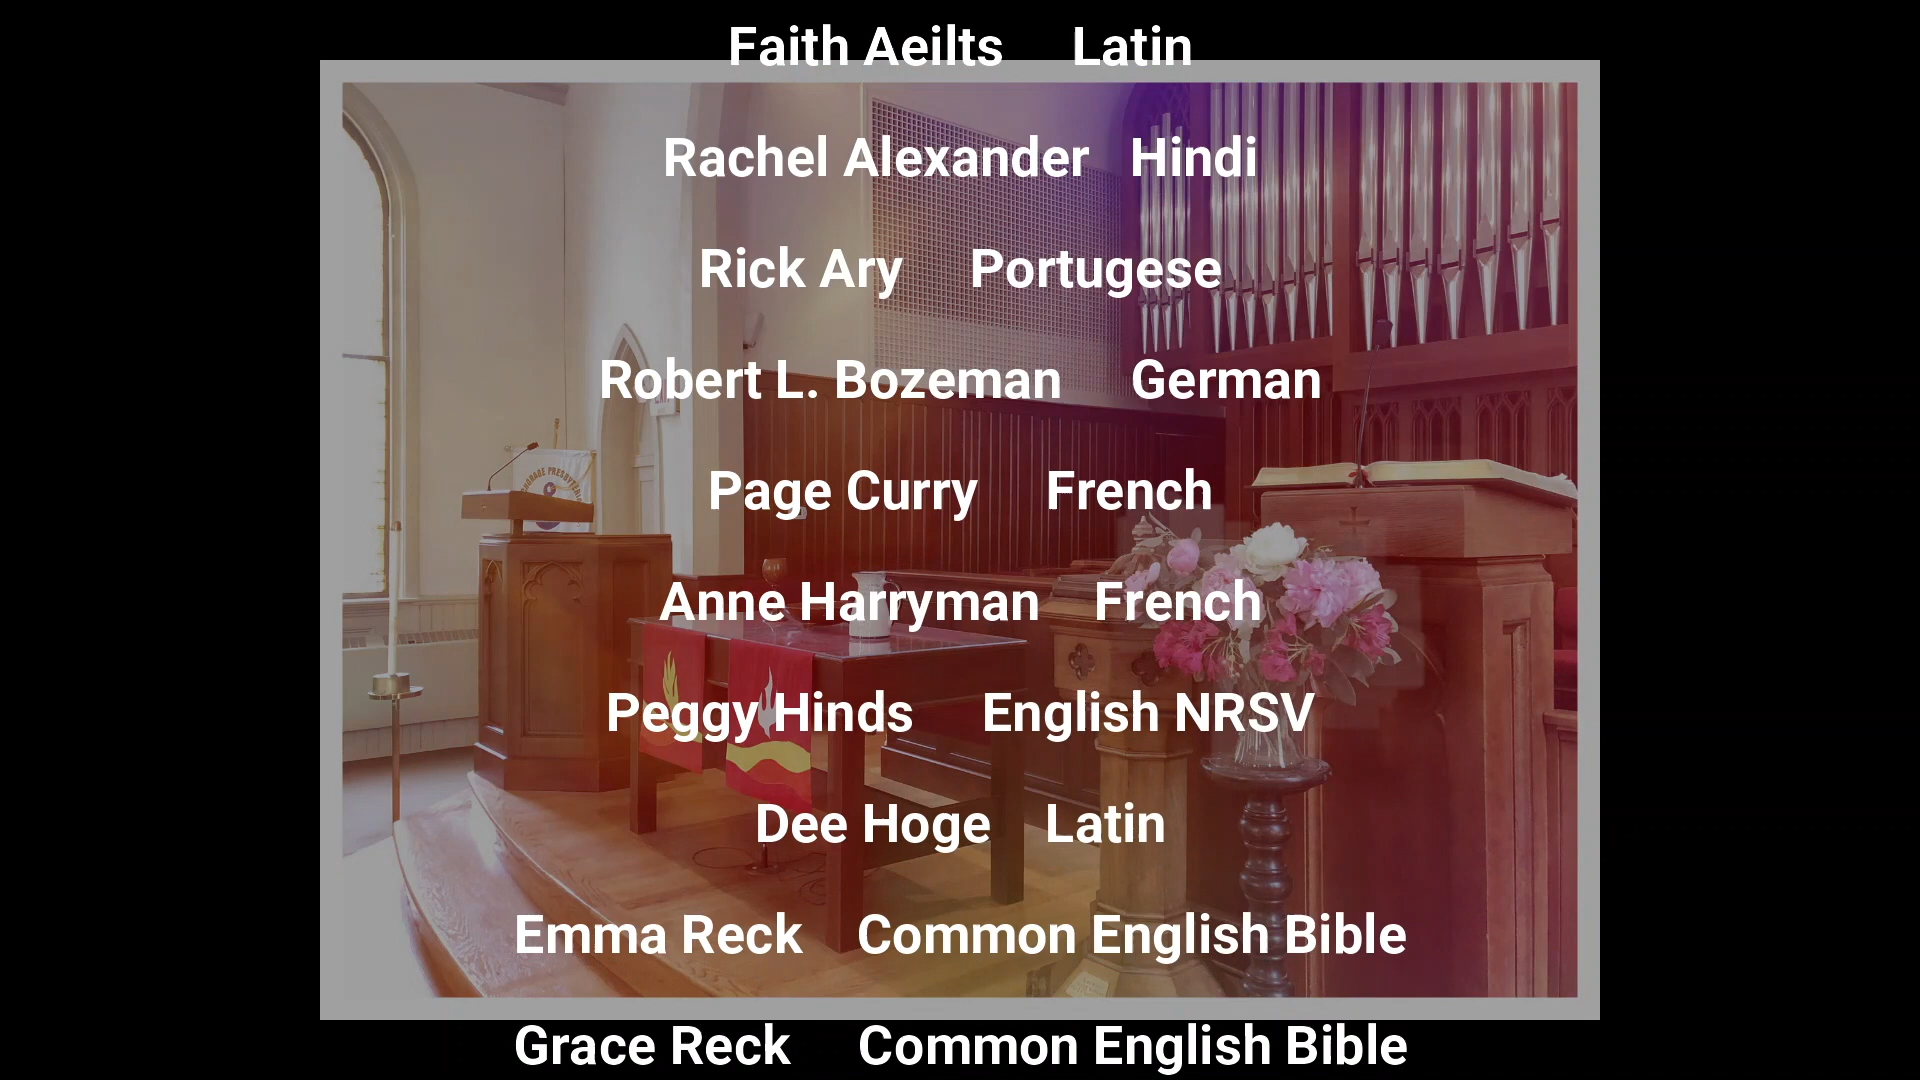 Faith Aeilts Latin
Rachel Alexander Hindi
Rick Ary Portugese
Robert L. Bozeman German
Page Curry French
Anne Harryman French
Peggy Hinds English NRSV
Dee Hoge Latin
Emma Reck Common English Bible
Grace Reck Common English Bible